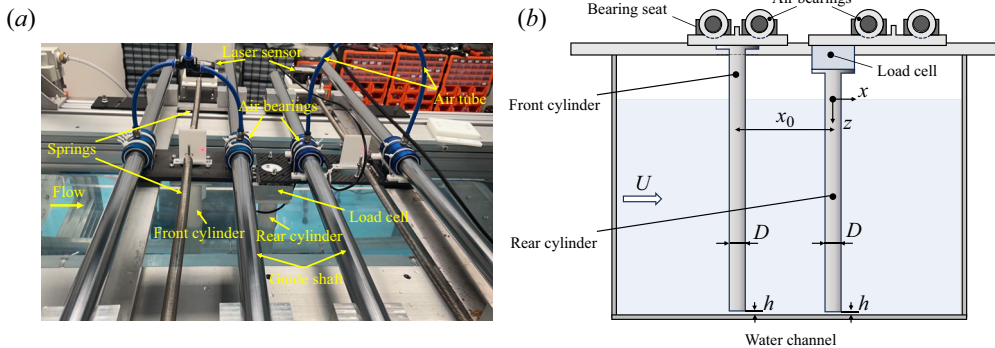 (a)
Laser sensor
Air tube
Air bearings
Springs
Flow
Front cylinder
Rear cylinder
Load cell
Guide shaft
(b)
Bearing seat
Air bearings
Load cell
Front cylinder
x
x0
z
U
Rear cylinder
D
D
h
h
Water channel